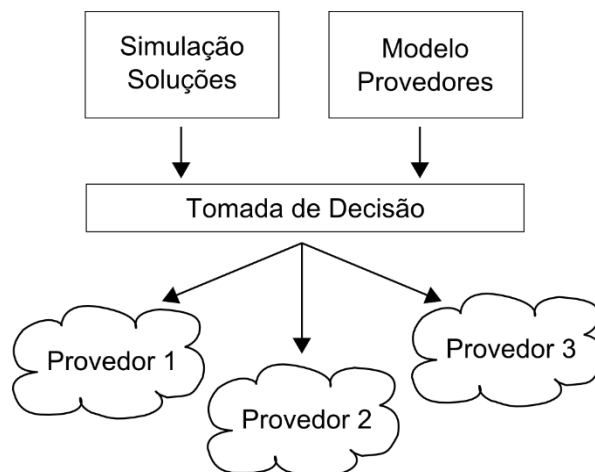 Simulação
Soluções
Modelo
Provedores
Tomada de Decisão
Provedor 1
Provedor 2
Provedor 3